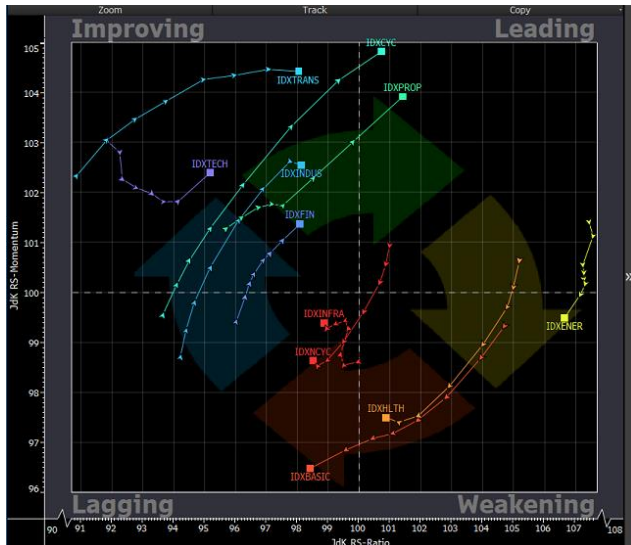 Zoom Track Copy
Improving Leading
IDXCYC
IDXTRANS
IDXPROP
IDXTECH
IDXINDUS
IDXFIN
IDXINFRA
IDXENER
IDXNCYC
IDXHLTH
IDXBASIC
Lagging Weakening
JdK RS-Momentum
105
104
103
102
101
100
99
98
97
96
95
90 91 92 93 94 95 96 97 98 99 100 101 102 103 104 105 106 107 108
JdK RS-Ratio
»